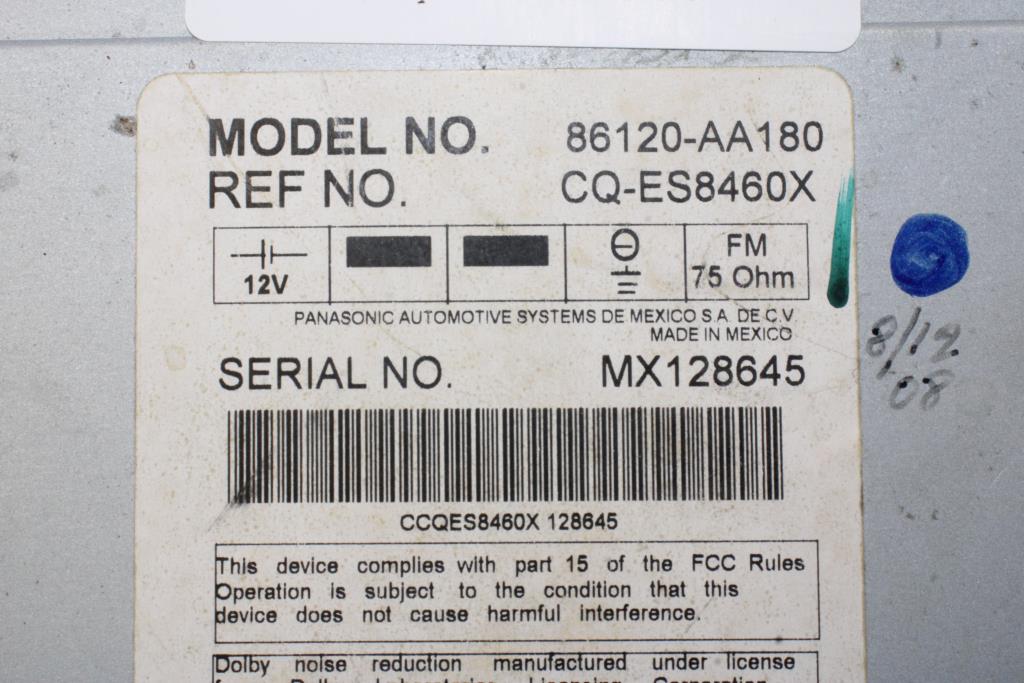 MODEL NO. 86120-AA180
REF NO. CQ-ES8460X
12V
FM
75 Ohm
PANASONIC AUTOMOTIVE SYSTEMS DE MEXICO S.A. DE C.V.
MADE IN MEXICO
SERIAL NO. MX128645
CCQES8460X 128645
This device complies with part 15 of the FCC Rules
Operation is subject to the condition that this
device does not cause harmful interference.
Dolby noise reduction manufactured under license
8/12
'08